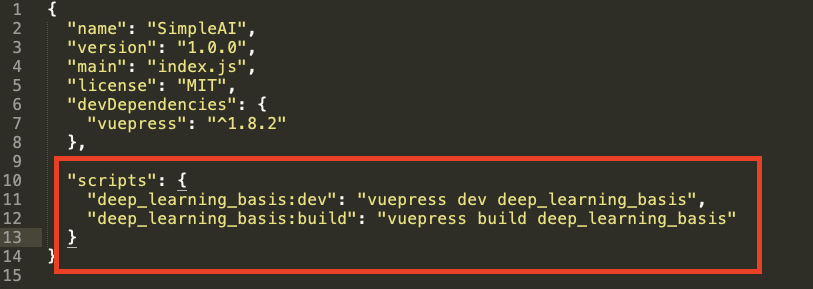 1 {
2 "name": "SimpleAI",
3 "version": "1.0.0",
4 "main": "index.js",
5 "license": "MIT",
6 "devDependencies": {
7 "vuepress": "^1.8.2"
8 },
9
10 "scripts": {
11 "deep_learning_basis:dev": "vuepress dev deep_learning_basis",
12 "deep_learning_basis:build": "vuepress build deep_learning_basis"
13 }
14 }
15